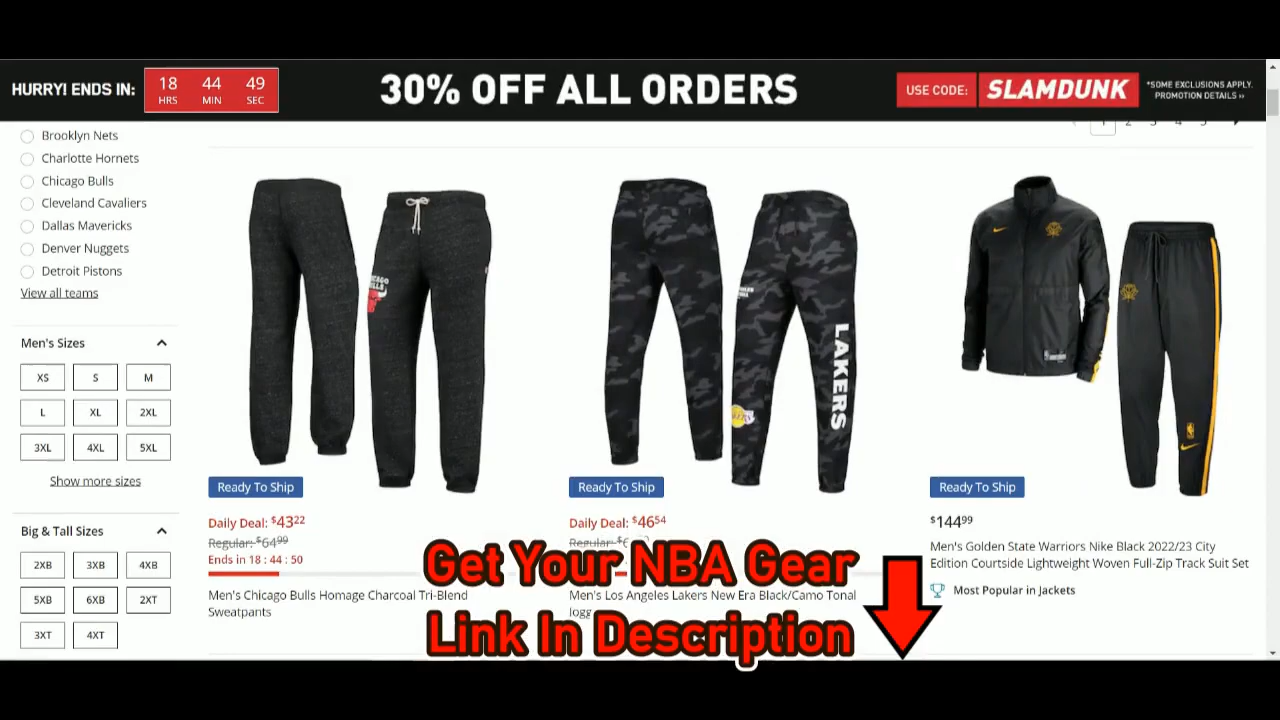 HURRY! ENDS IN:
18 44 49
HRS MIN SEC
30% OFF ALL ORDERS
USE CODE:
SLAMDUNK
*SOME EXCLUSIONS APPLY.
PROMOTION DETAILS ››
Brooklyn Nets
Charlotte Hornets
Chicago Bulls
Cleveland Cavaliers
Dallas Mavericks
Denver Nuggets
Detroit Pistons
View all teams
Men's Sizes
XS S M
L XL 2XL
3XL 4XL 5XL
Show more sizes
Big & Tall Sizes
2XB 3XB 4XB
5XB 6XB 2XT
3XT 4XT
LAKERS
Ready To Ship
Daily Deal: $43.22
Regular: $64.99
Ends in 18 : 44 : 50
Men's Chicago Bulls Homage Charcoal Tri-Blend
Sweatpants
Ready To Ship
Daily Deal: $46.54
Regular:
Men's Los Angeles Lakers New Era Black/Camo Tonal
Ready To Ship
$144.99
Men's Golden State Warriors Nike Black 2022/23 City
Edition Courtside Lightweight Woven Full-Zip Track Suit Set
Most Popular in Jackets
Get Your NBA Gear
Link In Description